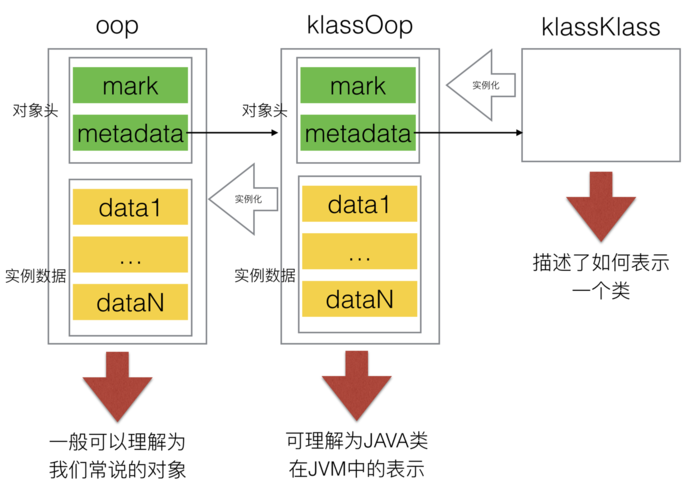 oop
klassOop
klassKlass
对象头
mark
metadata
对象头
mark
metadata
实例化
实例数据
data1
...
dataN
实例化
实例数据
data1
...
dataN
描述了如何表示
一个类
一般可以理解为
我们常说的对象
可理解为JAVA类
在JVM中的表示